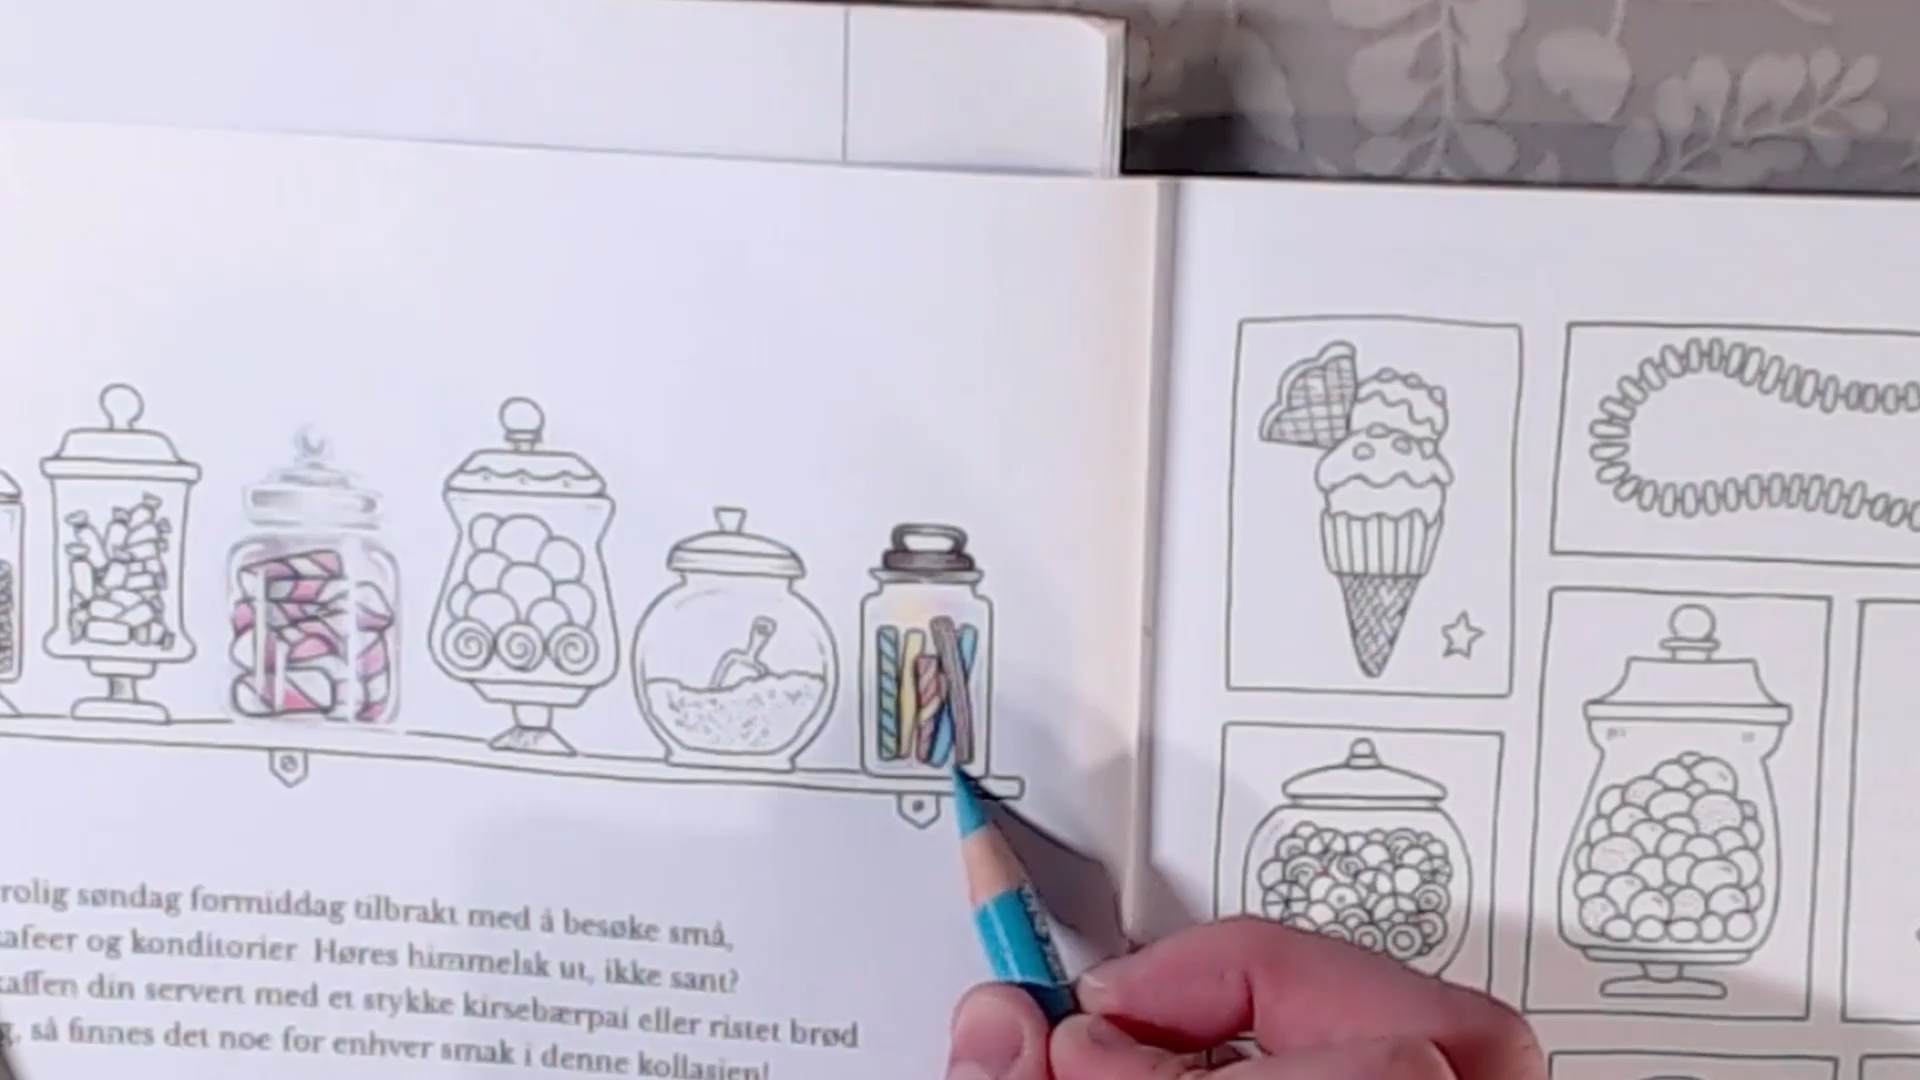 rolig søndag formiddag tilbrakt med å besøke små,
kafeer og konditorier Høres himmelsk ut, ikke sant?
kaffen din servert med et stykke kirsebærpai eller ristet brød
så finnes det noe for enhver smak i denne kollasjen!